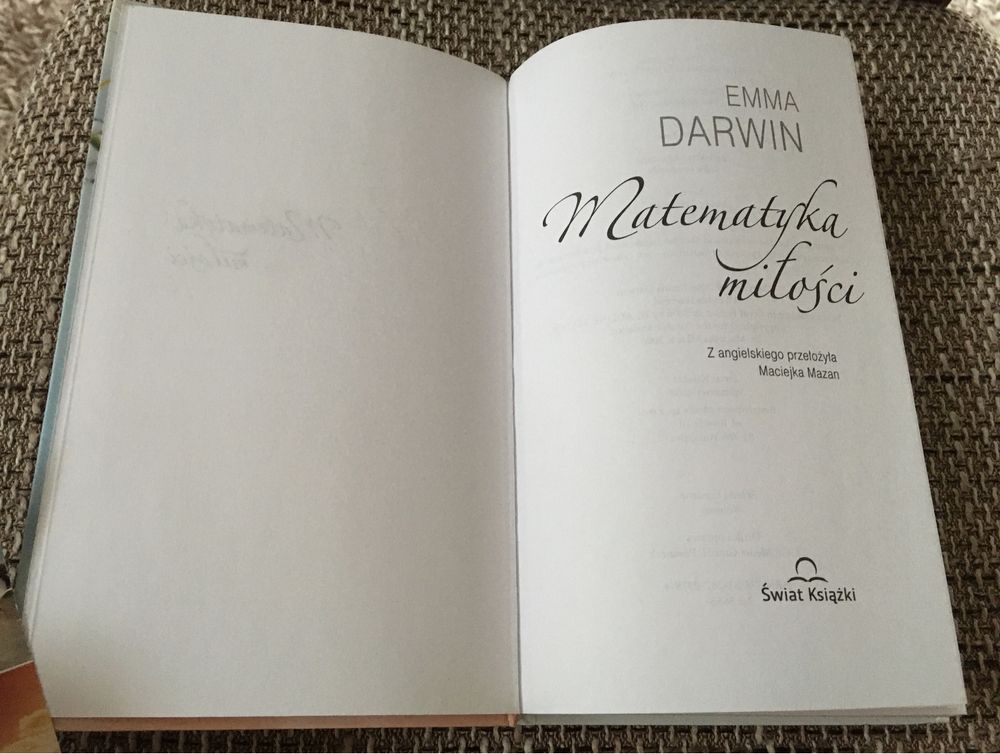 EMMA
DARWIN
Matematyka
miłości
Z angielskiego przełożyła
Maciejka Mazan
Świat Książki